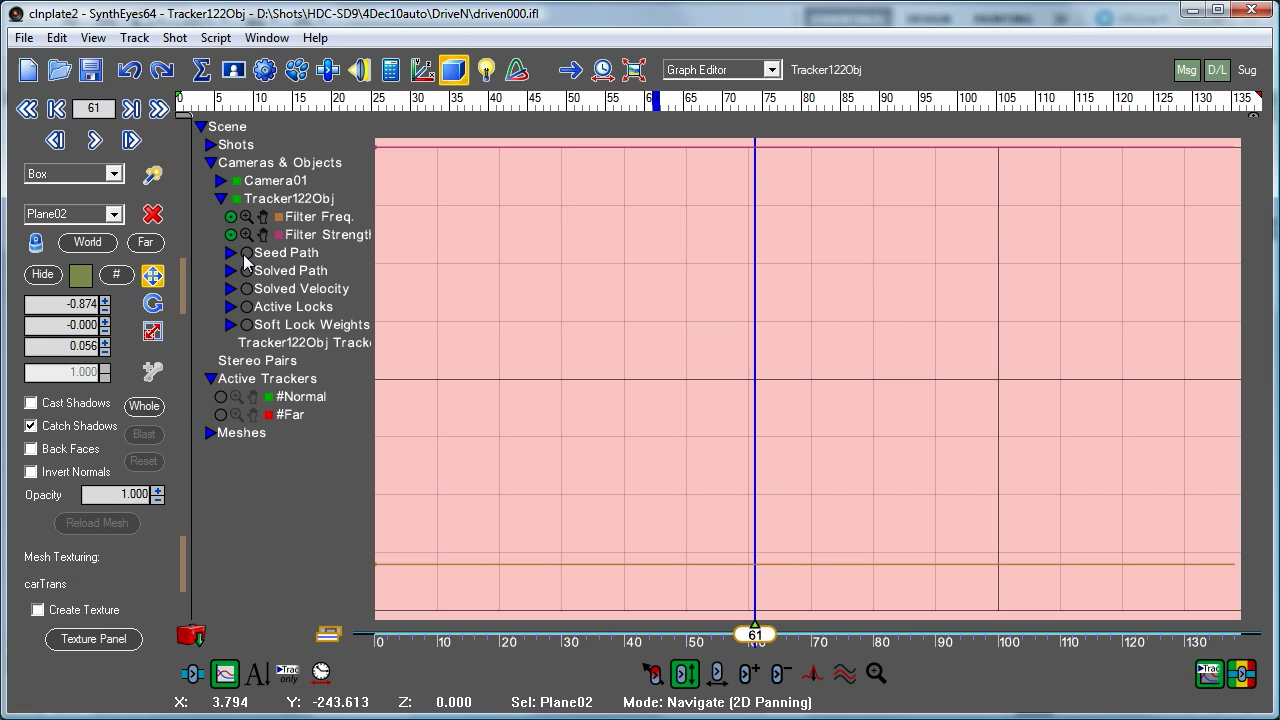 cInplate2 - SynthEyes64 - Tracker122Obj - D:\Shots\HDC-SD9\4Dec10auto\DriveN\driven000.ifl
File Edit View Track Shot Script Window Help
Graph Editor Tracker122Obj Msg D/L Sug
61 0 5 10 15 20 25 30 35 40 45 50 55 65 70 75 80 85 90 95 100 105 110 115 120 125 130 135
Scene
Shots
Cameras & Objects
Camera01
Tracker122Obj
Filter Freq.
Filter Strength
Seed Path
Solved Path
Solved Velocity
Active Locks
Soft Lock Weights
Tracker122Obj Track
Stereo Pairs
Active Trackers
#Normal
#Far
Meshes
Box
Plane02
World Far
Hide #
-0.874
-0.000
0.056
1.000
Cast Shadows Whole
Catch Shadows Blast
Back Faces Reset
Invert Normals
Opacity 1.000
Reload Mesh
Mesh Texturing:
carTrans
Create Texture
Texture Panel
0 10 20 30 40 50 61 70 80 90 100 110 120 130
A Trac only Trac
X: 3.794 Y: -243.613 Z: 0.000 Sel: Plane02 Mode: Navigate (2D Panning)